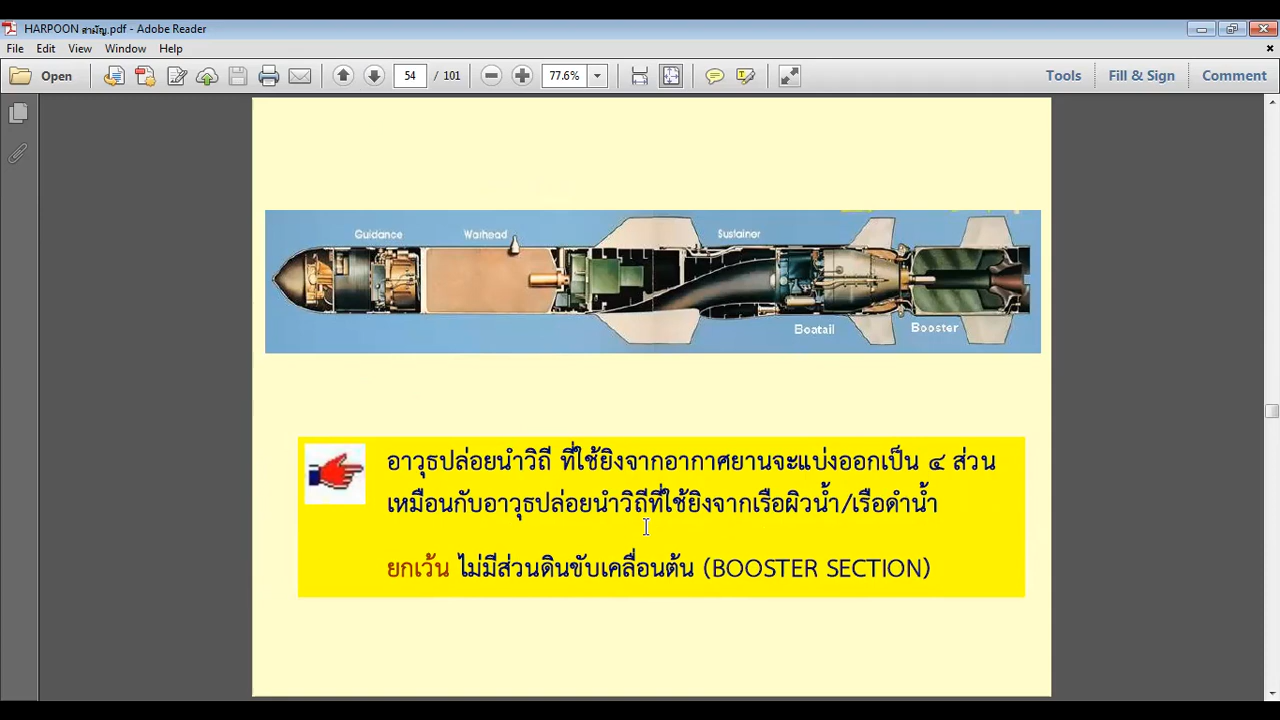 HARPOON สามัญ.pdf - Adobe Reader
File Edit View Window Help
Open 54 / 101 77.6% Tools Fill & Sign Comment
Guidance Warhead Sustainer
Boatail Booster
อาวุธปล่อยนำวิถี ที่ใช้ยิงจากอากาศยานจะแบ่งออกเป็น ๔ ส่วน
เหมือนกับอาวุธปล่อยนำวิถีที่ใช้ยิงจากเรือผิวน้ำ/เรือดำน้ำ
ยกเว้น ไม่มีส่วนดินขับเคลื่อนต้น (BOOSTER SECTION)